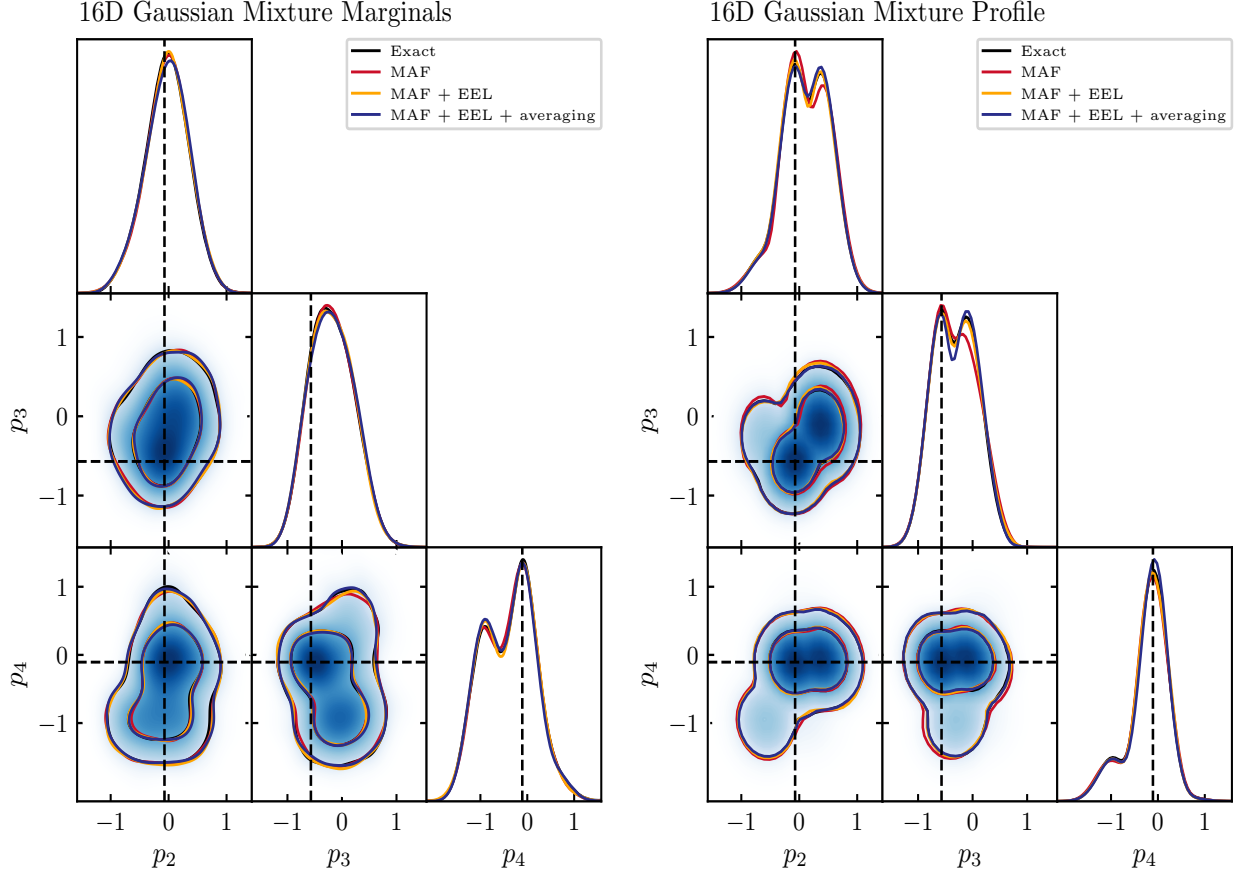 16D Gaussian Mixture Marginals
Exact
MAF
MAF + EEL
MAF + EEL + averaging
1
0
−1
p3
1
0
−1
p4
−1 0 1
p2
−1 0 1
p3
−1 0 1
p4
16D Gaussian Mixture Profile
Exact
MAF
MAF + EEL
MAF + EEL + averaging
1
0
−1
p3
1
0
−1
p4
−1 0 1
p2
−1 0 1
p3
−1 0 1
p4